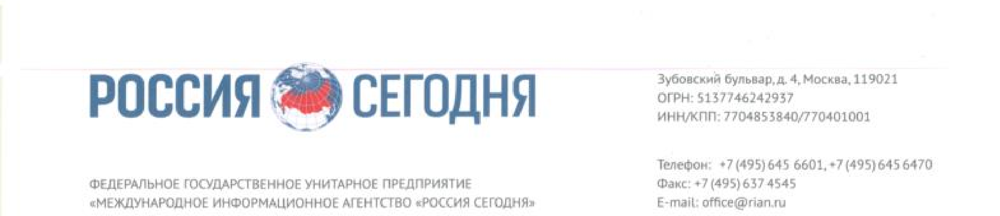 РОССИЯ СЕГОДНЯ
ФЕДЕРАЛЬНОЕ ГОСУДАРСТВЕННОЕ УНИТАРНОЕ ПРЕДПРИЯТИЕ
«МЕЖДУНАРОДНОЕ ИНФОРМАЦИОННОЕ АГЕНТСТВО «РОССИЯ СЕГОДНЯ»
Зубовский бульвар, д. 4, Москва, 119021
ОГРН: 5137746242937
ИНН/КПП: 7704853840/770401001
Телефон: +7 (495) 645 6601, +7 (495) 645 6470
Факс: +7 (495) 637 4545
E-mail: office@rian.ru